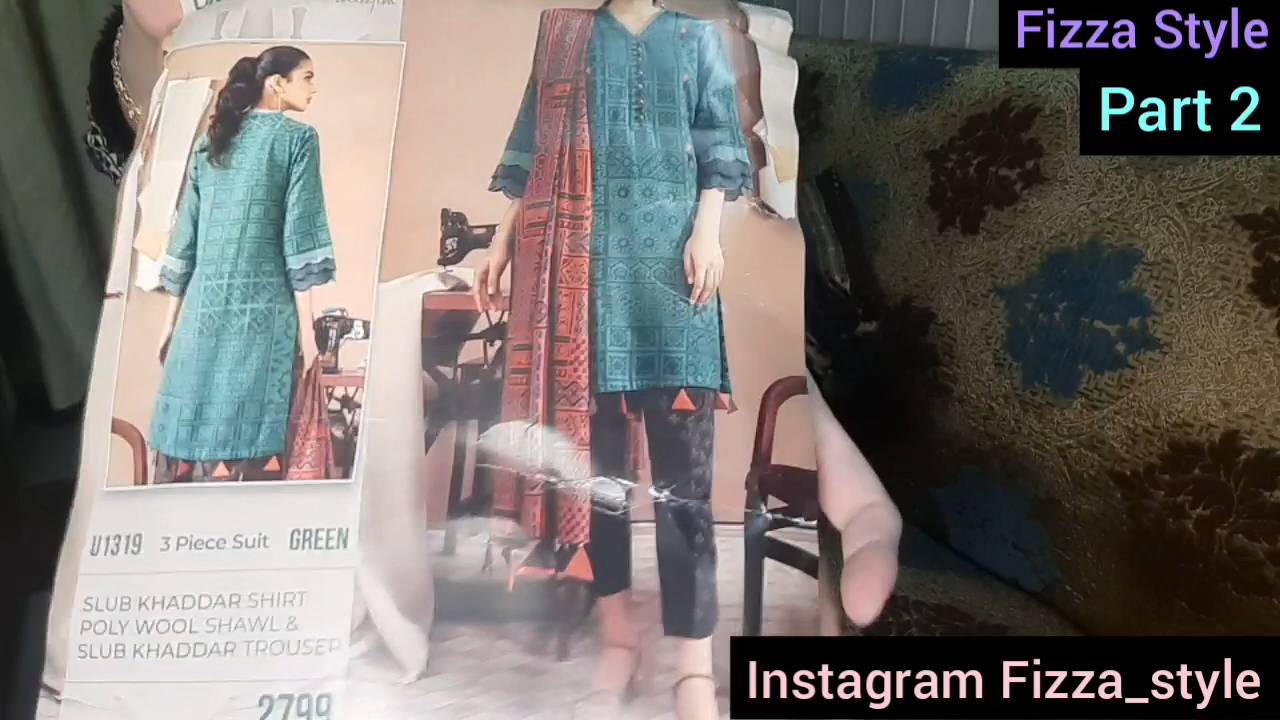 Fizza Style
Part 2
U1319 3 Piece Suit GREEN
SLUB KHADDAR SHIRT
POLY WOOL SHAWL &
SLUB KHADDAR TROUSER
2799
Instagram Fizza_style